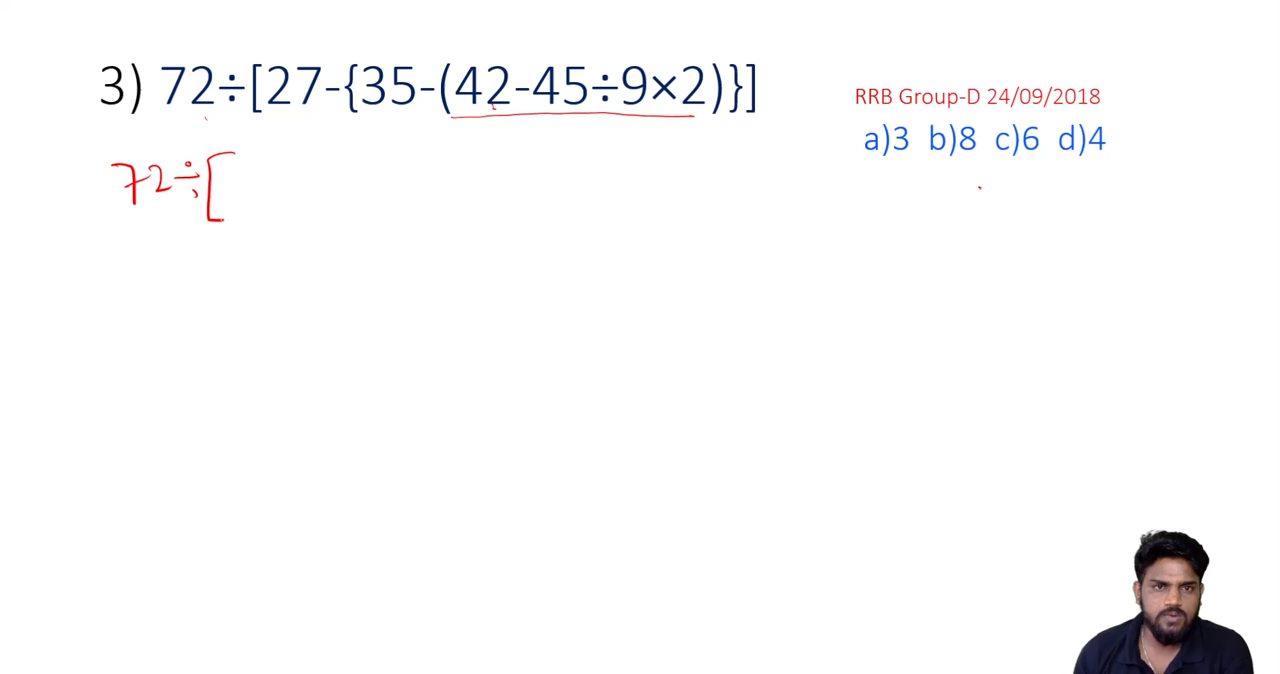 3) 72÷[27-{35-(42-45÷9×2)}]
RRB Group-D 24/09/2018
a)3 b)8 c)6 d)4
72÷[